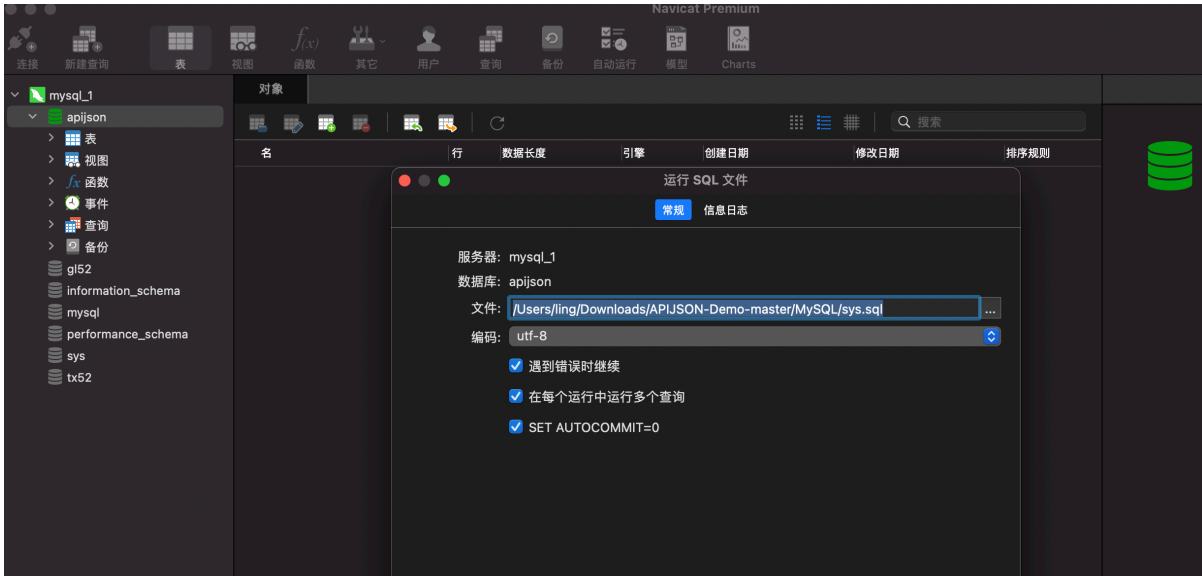 Navicat Premium
连接 新建查询 表 视图 函数 其它 用户 查询 备份 自动运行 模型 Charts
mysql_1
apijson
表
视图
函数
事件
查询
备份
gl52
information_schema
mysql
performance_schema
sys
tx52
对象
搜索
名 行 数据长度 引擎 创建日期 修改日期 排序规则
运行 SQL 文件
常规 信息日志
服务器: mysql_1
数据库: apijson
文件: /Users/ling/Downloads/APIJSON-Demo-master/MySQL/sys.sql ...
编码: utf-8
遇到错误时继续
在每个运行中运行多个查询
SET AUTOCOMMIT=0